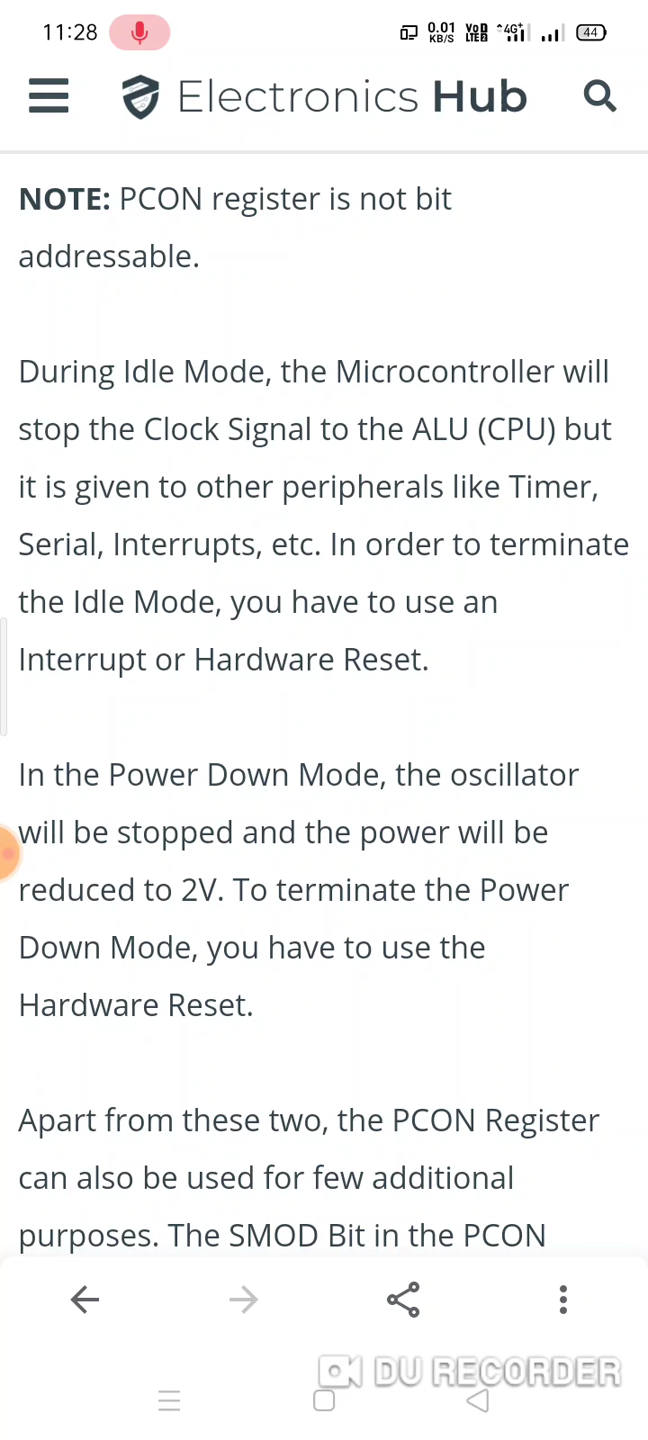 11:28 0.01 KB/S VoD LTE 2 4G+ 44
Electronics Hub
NOTE: PCON register is not bit
addressable.
During Idle Mode, the Microcontroller will
stop the Clock Signal to the ALU (CPU) but
it is given to other peripherals like Timer,
Serial, Interrupts, etc. In order to terminate
the Idle Mode, you have to use an
Interrupt or Hardware Reset.
In the Power Down Mode, the oscillator
will be stopped and the power will be
reduced to 2V. To terminate the Power
Down Mode, you have to use the
Hardware Reset.
Apart from these two, the PCON Register
can also be used for few additional
purposes. The SMOD Bit in the PCON
DU RECORDER